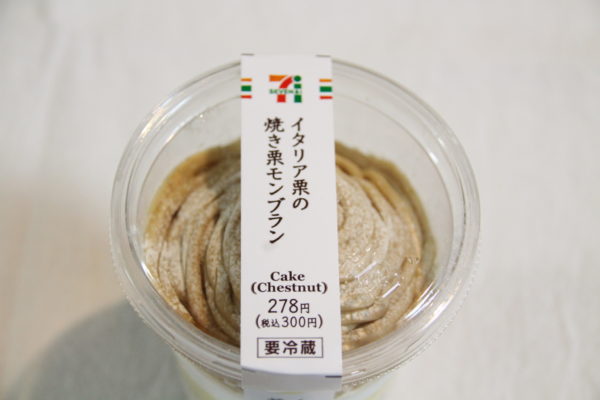 SEVEN & i
イタリア栗の
焼き栗モンブラン
Cake
(Chestnut)
278円
(税込300円)
要冷蔵